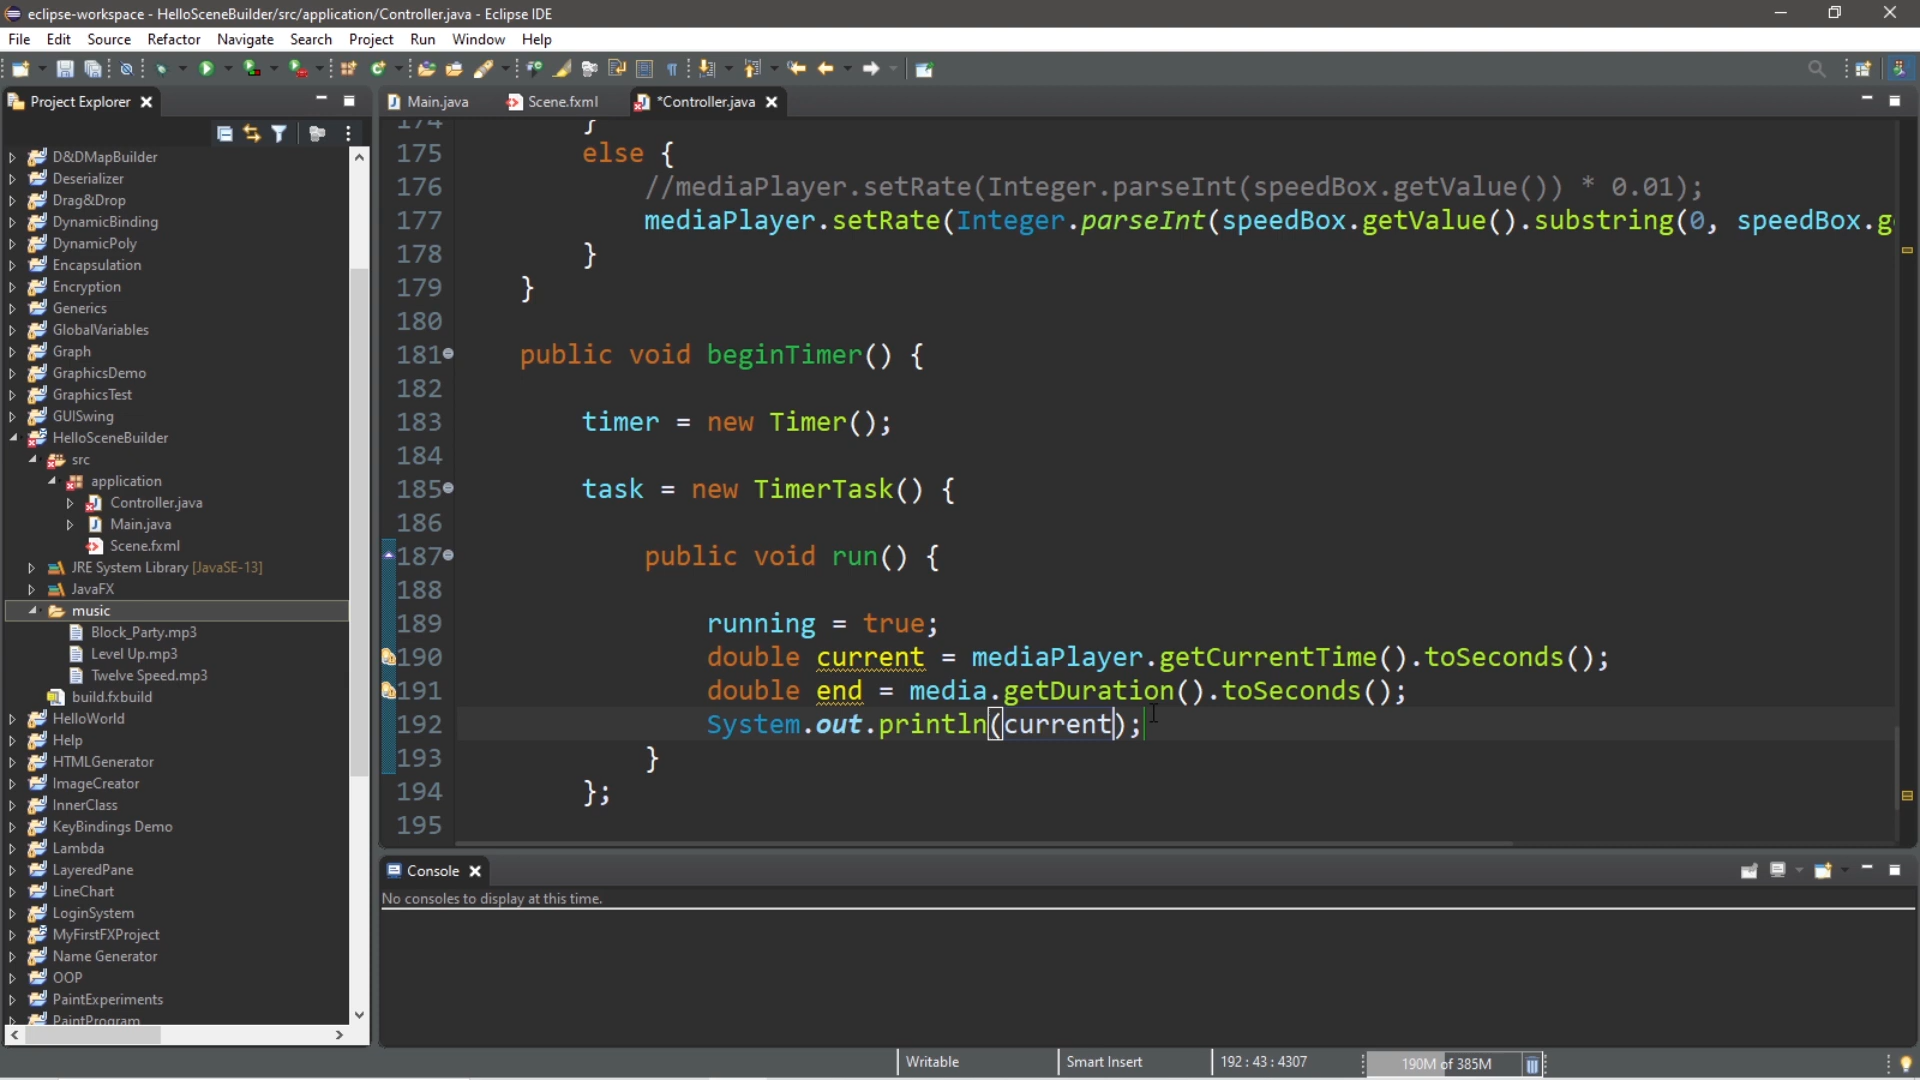 eclipse-workspace - HelloSceneBuilder/src/application/Controller.java - Eclipse IDE
File Edit Source Refactor Navigate Search Project Run Window Help
Project Explorer
D&DMapBuilder
Deserializer
Drag&Drop
DynamicBinding
DynamicPoly
Encapsulation
Encryption
Generics
GlobalVariables
Graph
GraphicsDemo
GraphicsTest
GUISwing
HelloSceneBuilder
src
application
Controller.java
Main.java
Scene.fxml
JRE System Library [JavaSE-13]
JavaFX
music
Block_Party.mp3
Level Up.mp3
Twelve Speed.mp3
build.fxbuild
HelloWorld
Help
HTMLGenerator
ImageCreator
InnerClass
KeyBindings Demo
Lambda
LayeredPane
LineChart
LoginSystem
MyFirstFXProject
Name Generator
OOP
PaintExperiments
PaintProgram
Main.java Scene.fxml *Controller.java
174 }
175 else {
176 //mediaPlayer.setRate(Integer.parseInt(speedBox.getValue()) * 0.01);
177 mediaPlayer.setRate(Integer.parseInt(speedBox.getValue().substring(0, speedBox.g
178 }
179 }
180
181 public void beginTimer() {
182
183 timer = new Timer();
184
185 task = new TimerTask() {
186
187 public void run() {
188
189 running = true;
190 double current = mediaPlayer.getCurrentTime().toSeconds();
191 double end = media.getDuration().toSeconds();
192 System.out.println(current);
193 }
194 };
195
Console
No consoles to display at this time.
Writable Smart Insert 192 : 43 : 4307 190M of 385M